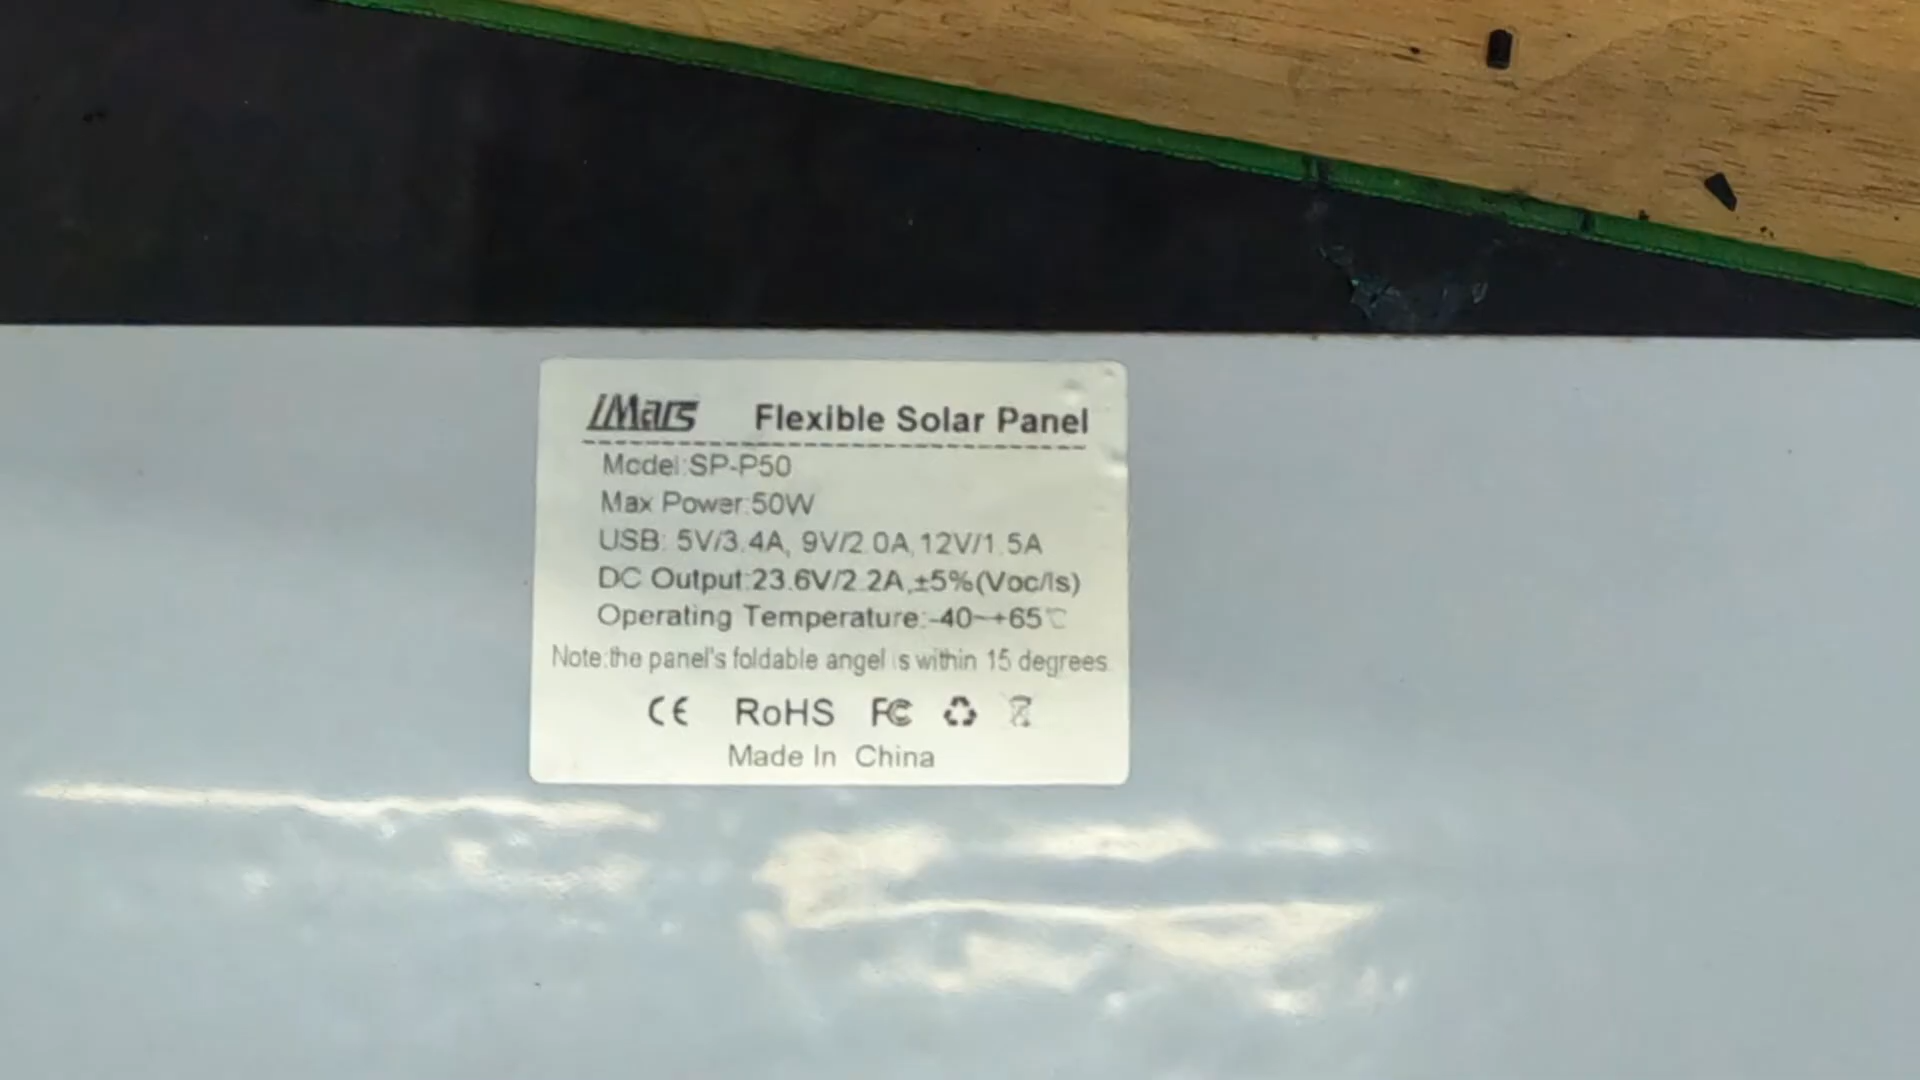 iMars Flexible Solar Panel
Model:SP-P50
Max Power:50W
USB: 5V/3.4A, 9V/2.0A,12V/1.5A
DC Output:23.6V/2.2A,±5%(Voc/Is)
Operating Temperature:-40~+65℃
Note:the panel's foldable angel is within 15 degrees.
CE RoHS FC
Made In China